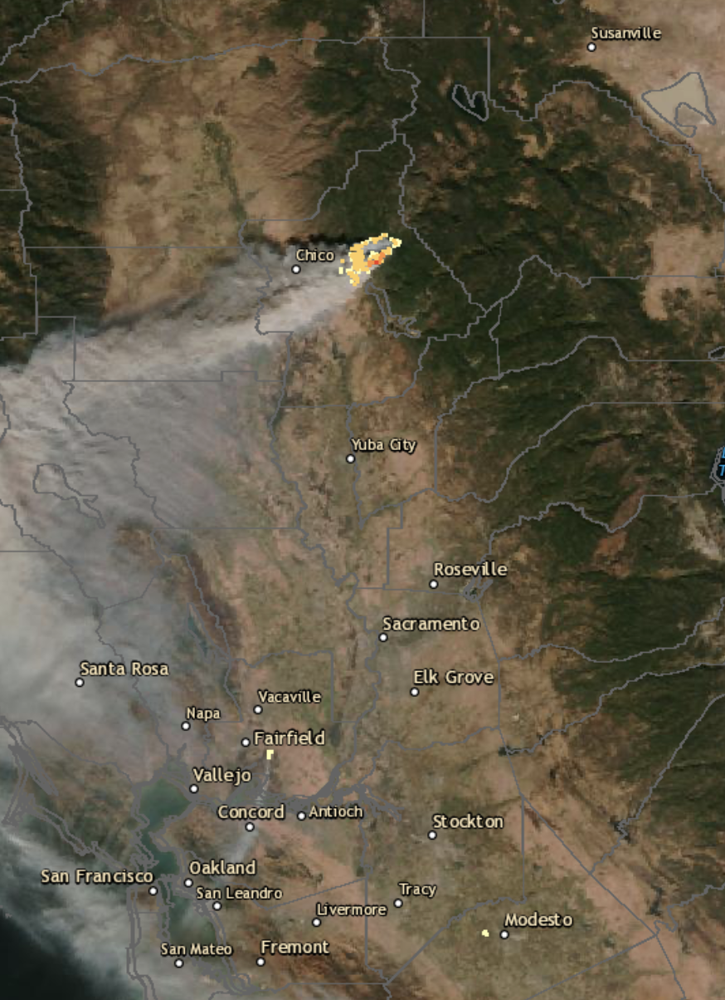 Susanville
Chico
Yuba City
Roseville
Sacramento
Santa Rosa
Elk Grove
Vacaville
Napa
Fairfield
Vallejo
Concord
Antioch
Stockton
Oakland
San Francisco
San Leandro
Tracy
Livermore
Modesto
San Mateo
Fremont